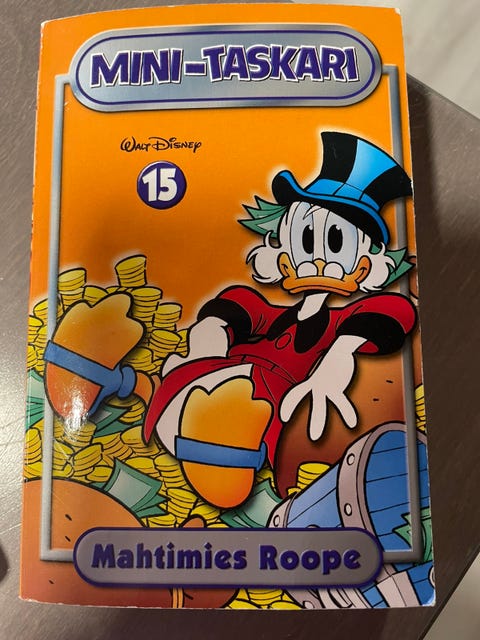 MINI-TASKARI
WALT DISNEY
15
Mahtimies Roope